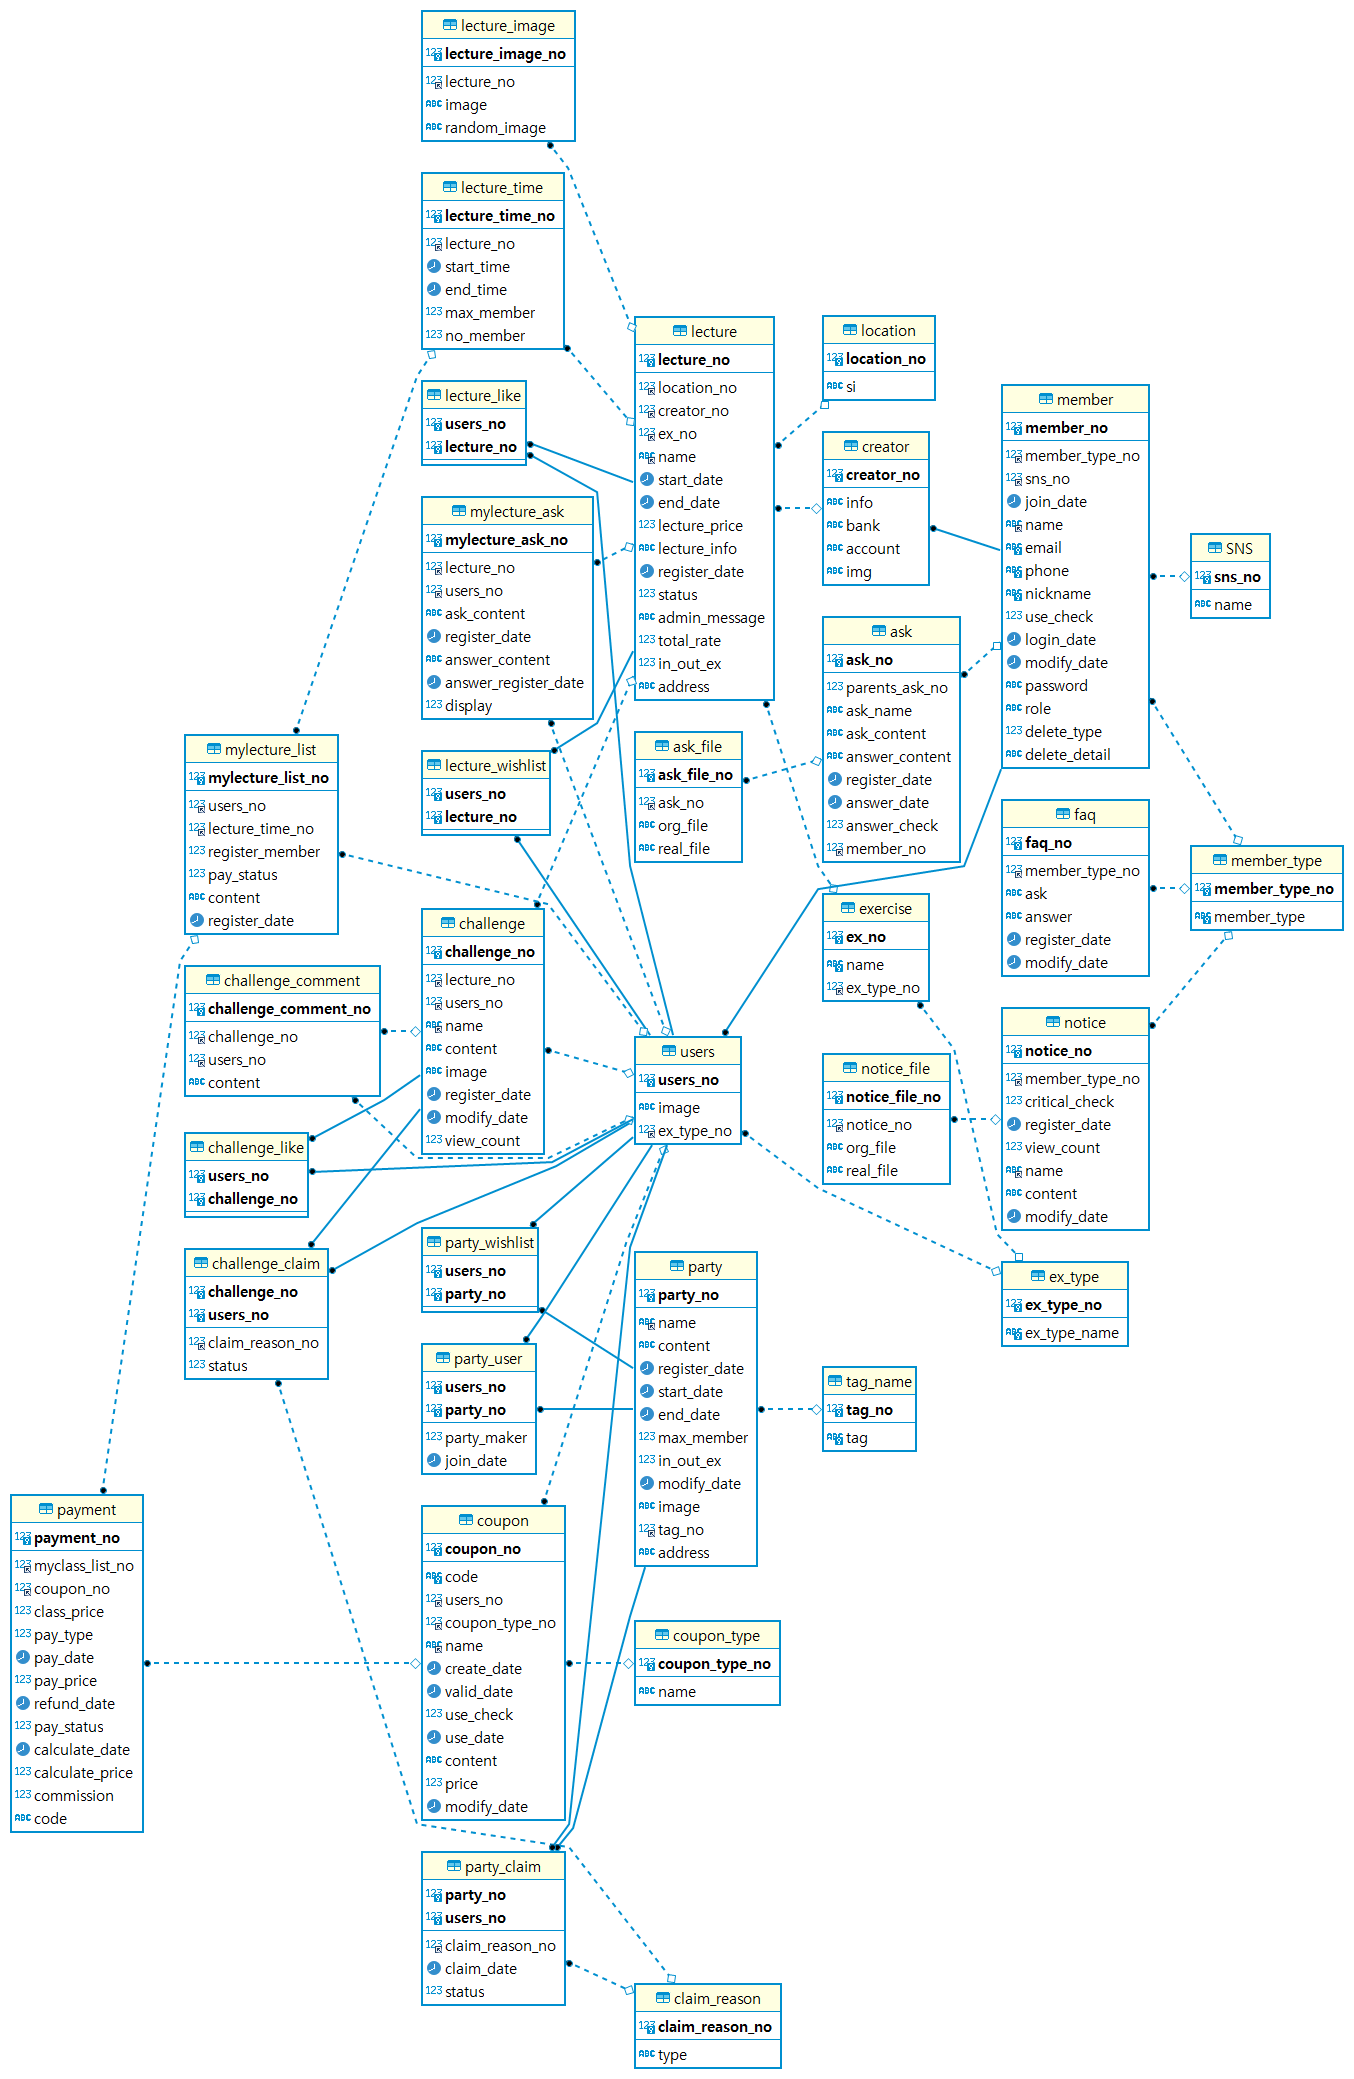 lecture_image
lecture_image_no
lecture_no
image
random_image
lecture_time
lecture_time_no
lecture_no
start_time
end_time
max_member
no_member
lecture_like
users_no
lecture_no
mylecture_ask
mylecture_ask_no
lecture_no
users_no
ask_content
register_date
answer_content
answer_register_date
display
lecture_wishlist
users_no
lecture_no
lecture
lecture_no
location_no
creator_no
ex_no
name
start_date
end_date
lecture_price
lecture_info
register_date
status
admin_message
total_rate
in_out_ex
address
location
location_no
si
creator
creator_no
info
bank
account
img
member
member_no
member_type_no
sns_no
join_date
name
email
phone
nickname
use_check
login_date
modify_date
password
role
delete_type
delete_detail
SNS
sns_no
name
ask
ask_no
parents_ask_no
ask_name
ask_content
answer_content
register_date
answer_date
answer_check
member_no
ask_file
ask_file_no
ask_no
org_file
real_file
mylecture_list
mylecture_list_no
users_no
lecture_time_no
register_member
pay_status
content
register_date
faq
faq_no
member_type_no
ask
answer
register_date
modify_date
member_type
member_type_no
member_type
exercise
ex_no
name
ex_type_no
challenge
challenge_no
lecture_no
users_no
name
content
image
register_date
modify_date
view_count
challenge_comment
challenge_comment_no
challenge_no
users_no
content
users
users_no
image
ex_type_no
notice_file
notice_file_no
notice_no
org_file
real_file
notice
notice_no
member_type_no
critical_check
register_date
view_count
name
content
modify_date
challenge_like
users_no
challenge_no
challenge_claim
challenge_no
users_no
claim_reason_no
status
party_wishlist
users_no
party_no
party_user
users_no
party_no
party_maker
join_date
party
party_no
name
content
register_date
start_date
end_date
max_member
in_out_ex
modify_date
image
tag_no
address
ex_type
ex_type_no
ex_type_name
tag_name
tag_no
tag
payment
payment_no
myclass_list_no
coupon_no
class_price
pay_type
pay_date
pay_price
refund_date
pay_status
calculate_date
calculate_price
commission
code
coupon
coupon_no
code
users_no
coupon_type_no
name
create_date
valid_date
use_check
use_date
content
price
modify_date
coupon_type
coupon_type_no
name
party_claim
party_no
users_no
claim_reason_no
claim_date
status
claim_reason
claim_reason_no
type